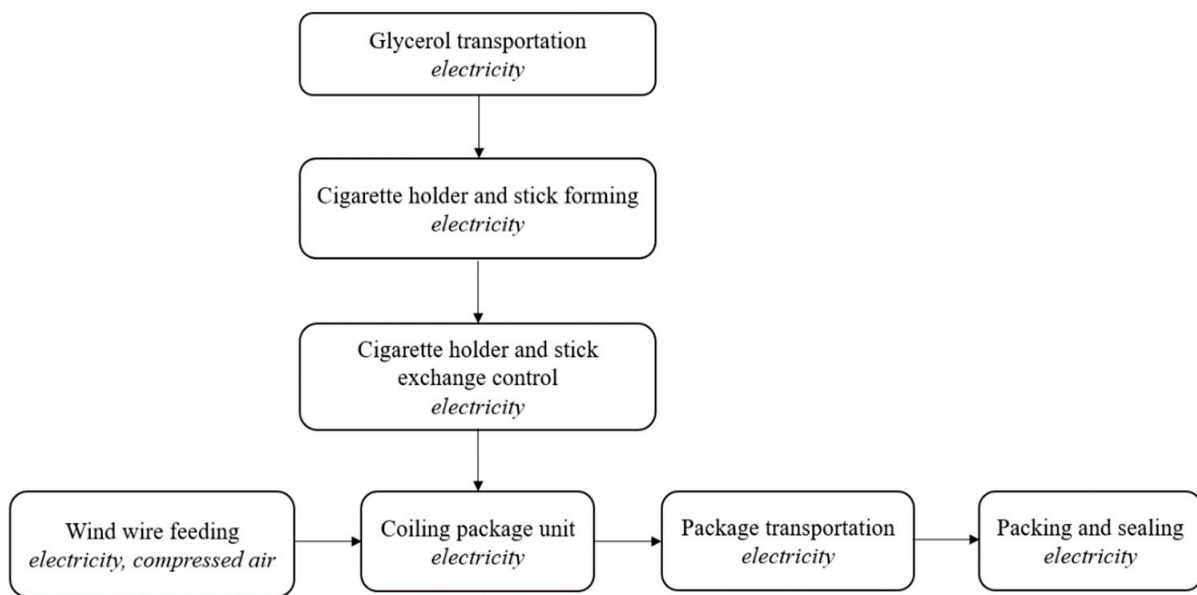 Glycerol transportation
electricity
Cigarette holder and stick forming
electricity
Cigarette holder and stick
exchange control
electricity
Wind wire feeding
electricity, compressed air
Coiling package unit
electricity
Package transportation
electricity
Packing and sealing
electricity